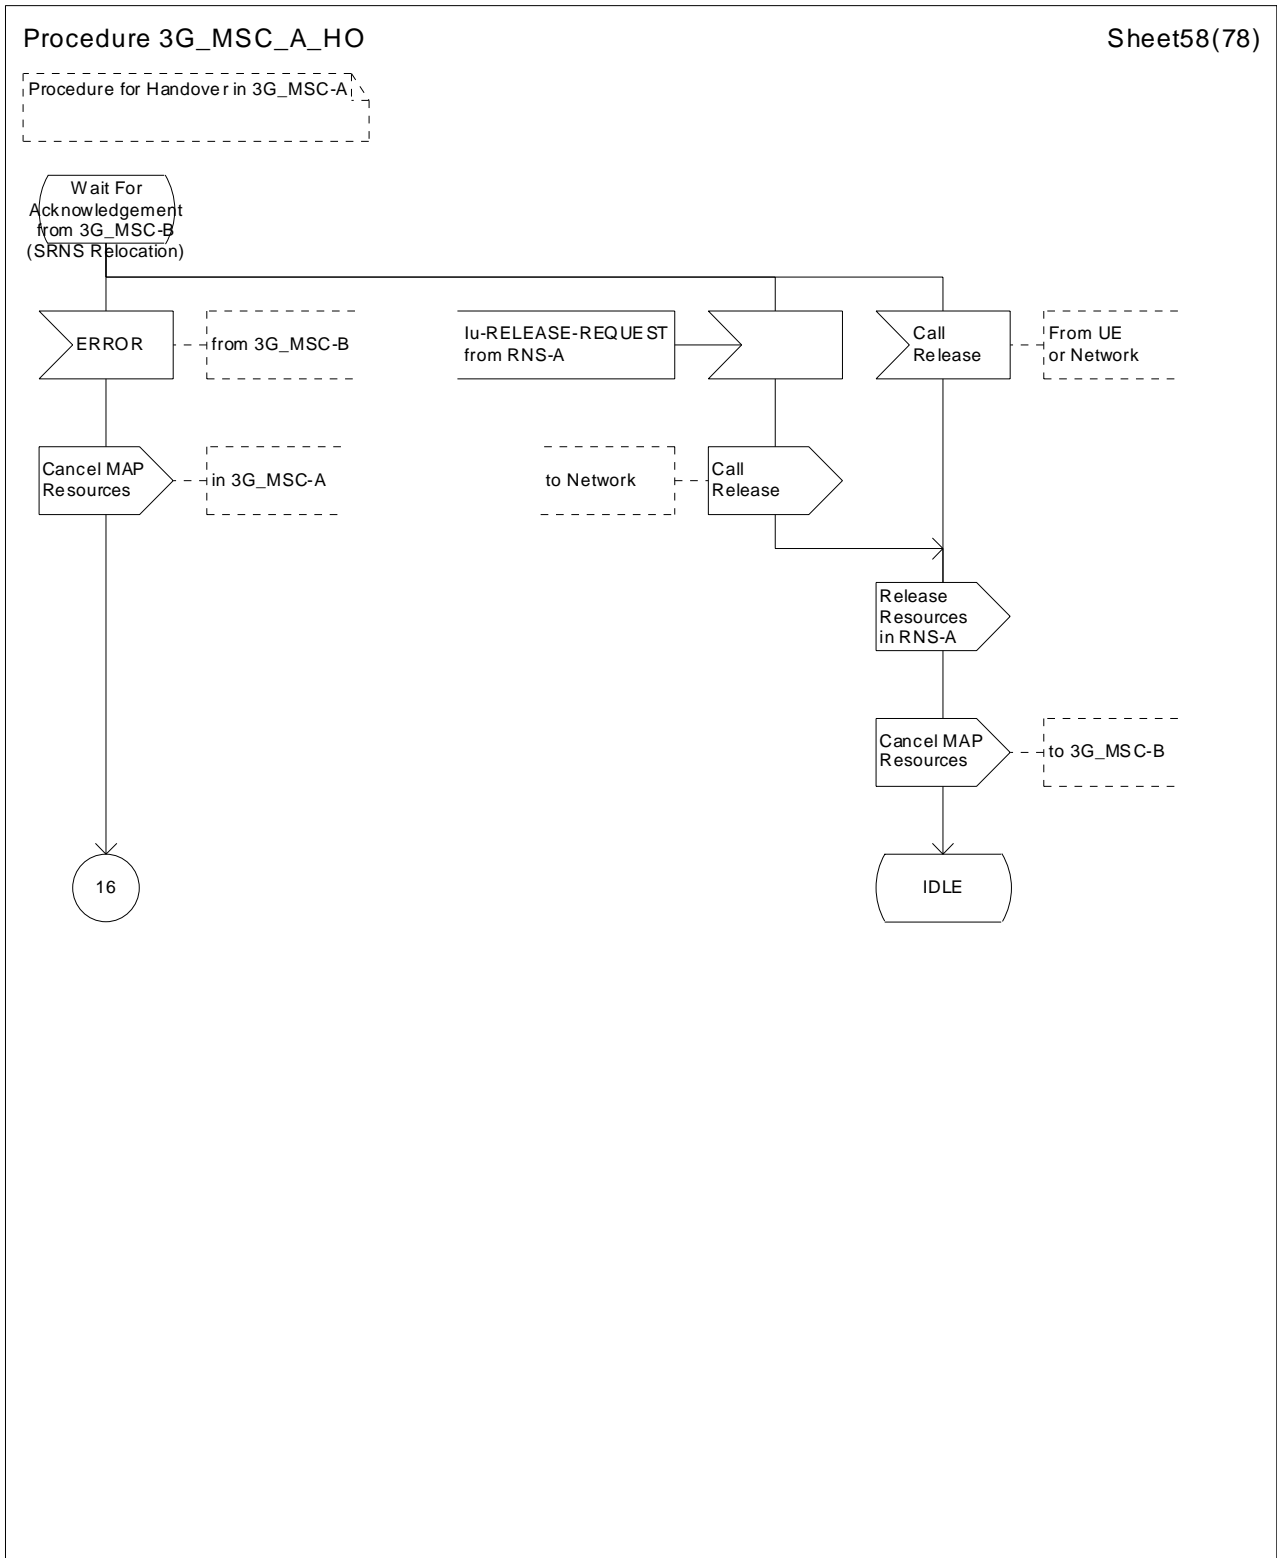 Procedure 3G_MSC_A_HO
Sheet58(78)
Procedure for Handover in 3G_MSC-A
Wait For
Acknowledgement
from 3G_MSC-B
(SRNS Relocation)
ERROR
from 3G_MSC-B
Iu-RELEASE-REQUEST
from RNS-A
Call
Release
From UE
or Network
Cancel MAP
Resources
in 3G_MSC-A
to Network
Call
Release
Release
Resources
in RNS-A
Cancel MAP
Resources
to 3G_MSC-B
16
IDLE